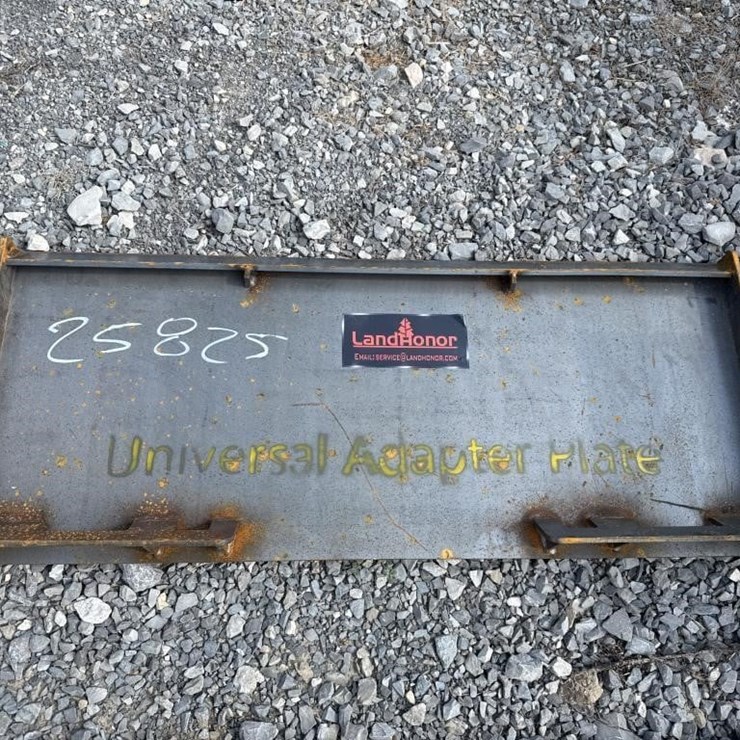 25825
LandHonor
EMAIL:SERVICE@LANDHONOR.COM
Universal Adapter Plate